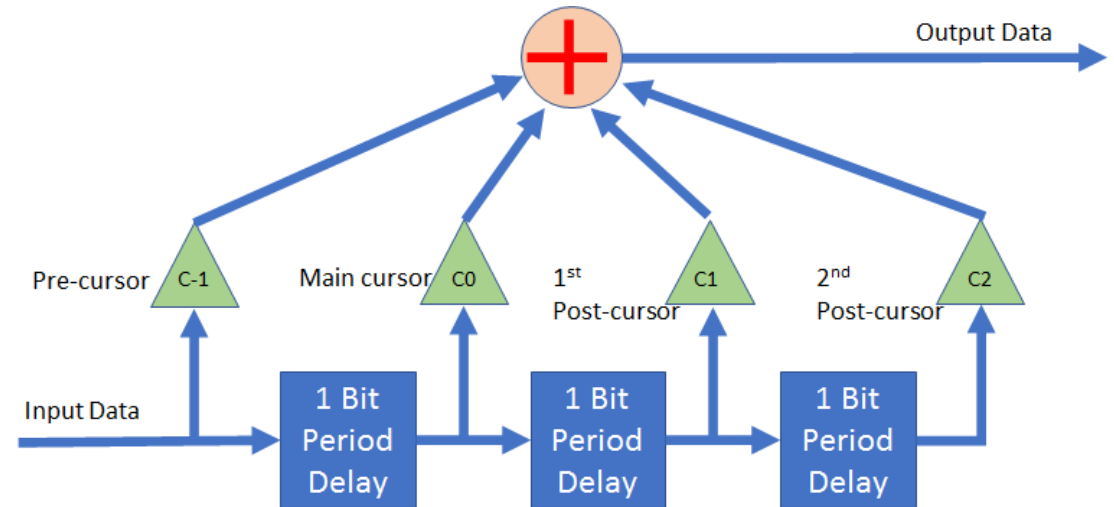 Output Data
Pre-cursor
C-1
Main cursor
C0
1st
Post-cursor
C1
2nd
Post-cursor
C2
Input Data
1 Bit
Period
Delay
1 Bit
Period
Delay
1 Bit
Period
Delay